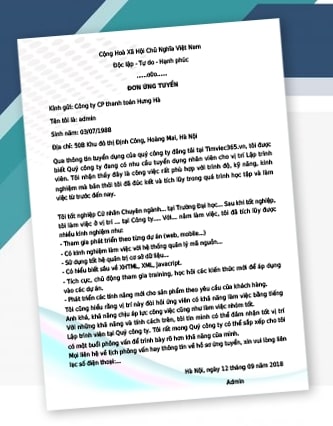 Cộng Hoà Xã Hội Chủ Nghĩa Việt Nam
Độc lập - Tự do - Hạnh phúc
......o0o......
ĐƠN ỨNG TUYỂN
Kính gửi: Công ty CP thanh toán Hưng Hà
Tên tôi là: admin
Sinh năm: 03/07/1988
Địa chỉ: 50B Khu đô thị Định Công, Hoàng Mai, Hà Nội
Qua thông tin tuyển dụng của quý công ty đăng tải tại Timviec365.vn, tôi được
biết Quý công ty đang có nhu cầu tuyển dụng nhân viên cho vị trí Lập trình
viên. Tôi nhận thấy đây là công việc rất phù hợp với trình độ, kỹ năng, kinh
nghiệm mà bản thân tôi đã đúc kết và tích lũy trong quá trình học tập và làm
việc từ trước đến nay.
Tôi tốt nghiệp Cử nhân Chuyên ngành... tại Trường Đại học... Sau khi tốt nghiệp,
tôi làm việc ở vị trí ... tại Công ty.... Với... năm làm việc, tôi đã tích lũy được
nhiều kinh nghiệm như:
- Tham gia phát triển theo từng dự án (web, mobile...)
- Có kinh nghiệm làm việc với hệ thống quản lý mã nguồn...
- Sử dụng tốt hệ quản trị cơ sở dữ liệu...
- Có hiểu biết sâu về XHTML, XML, Javacript.
- Tích cực, chủ động tham gia training, học hỏi các kiến thức mới để áp dụng
vào các dự án.
- Phát triển các tính năng mới cho sản phẩm theo yêu cầu của khách hàng.
Tôi cũng hiểu rằng vị trí này đòi hỏi ứng viên có khả năng làm việc bằng tiếng
Anh khá, khả năng chịu áp lực công việc cũng như làm việc nhóm tốt.
Với những khả năng và tính cách trên, tôi tin mình có thể đảm nhận tốt vị trí
Lập trình viên tại Quý công ty. Tôi rất mong Quý công ty có thể sắp xếp cho tôi
có một buổi phỏng vấn để trình bày rõ hơn khả năng của mình.
Mọi liên hệ về lịch phỏng vấn hay thông tin về hồ sơ ứng tuyển, xin vui lòng liên
lạc số điện thoại:...
Hà Nội, ngày 12 tháng 09 năm 2018
Admin